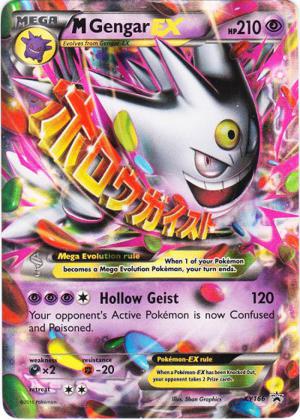 MEGA
M Gengar EX
HP210
Evolves from Gengar-EX
ホロウガイスト
Mega Evolution rule
When 1 of your Pokémon
becomes a Mega Evolution Pokémon, your turn ends.
Hollow Geist 120
Your opponent's Active Pokémon is now Confused
and Poisoned.
weakness
×2
resistance
-20
retreat
Pokémon-EX rule
When a Pokémon-EX has been Knocked Out,
your opponent takes 2 Prize cards.
Illus. 5ban Graphics
XY166
©2016 Pokémon